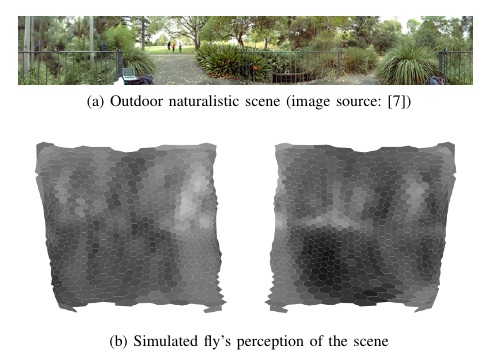 (a) Outdoor naturalistic scene (image source: [7])
(b) Simulated fly's perception of the scene